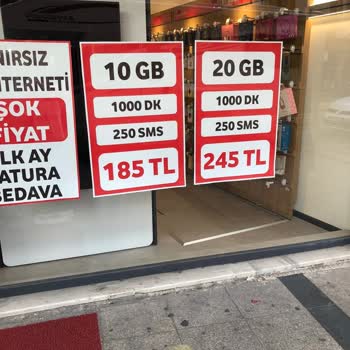 NIRSIZ
NTERNETİ
ŞOK
FİYAT
LK AY
ATURA
BEDAVA
10 GB
1000 DK
250 SMS
185 TL
20 GB
1000 DK
250 SMS
245 TL